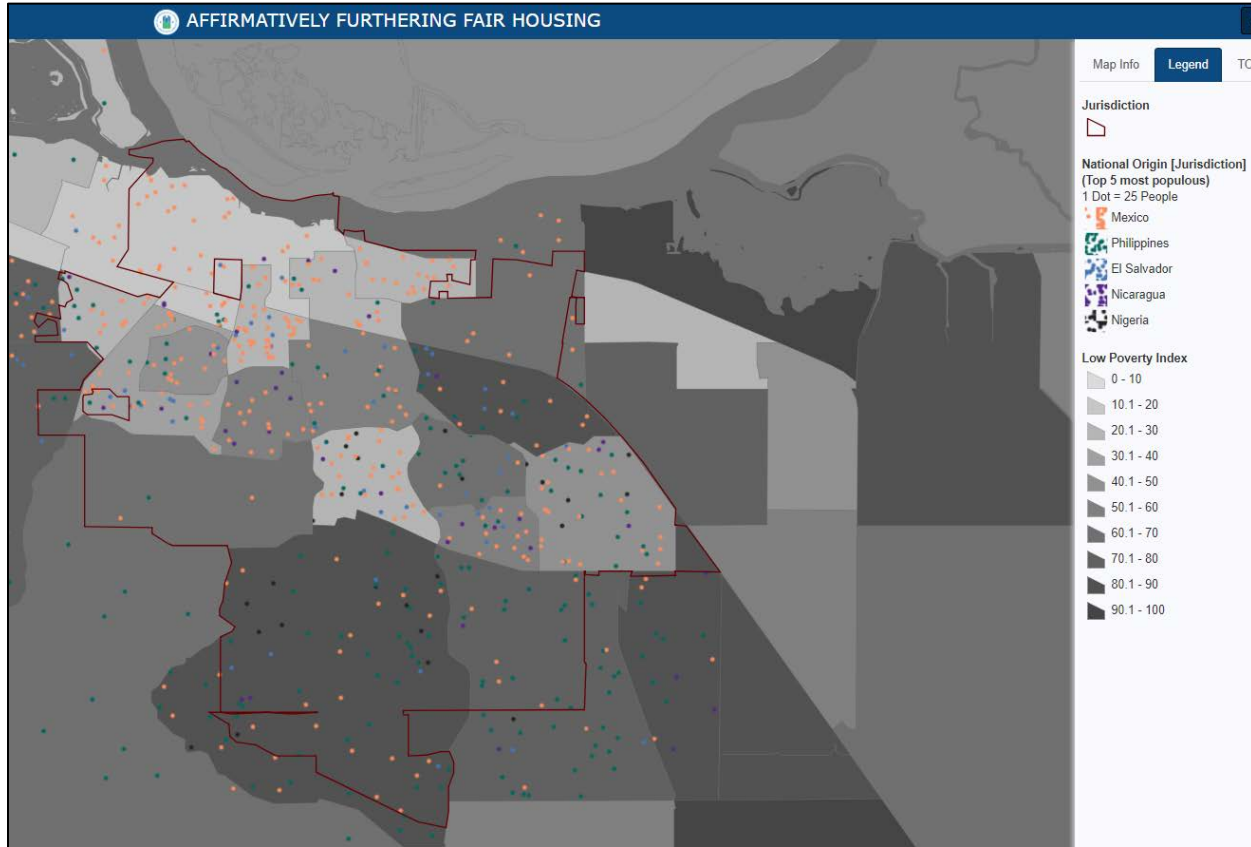 AFFIRMATIVELY FURTHERING FAIR HOUSING
Map Info Legend
Jurisdiction
National Origin [Jurisdiction]
(Top 5 most populous)
1 Dot = 25 People
Mexico
Philippines
El Salvador
Nicaragua
Nigeria
Low Poverty Index
0 - 10
10.1 - 20
20.1 - 30
30.1 - 40
40.1 - 50
50.1 - 60
60.1 - 70
70.1 - 80
80.1 - 90
90.1 - 100